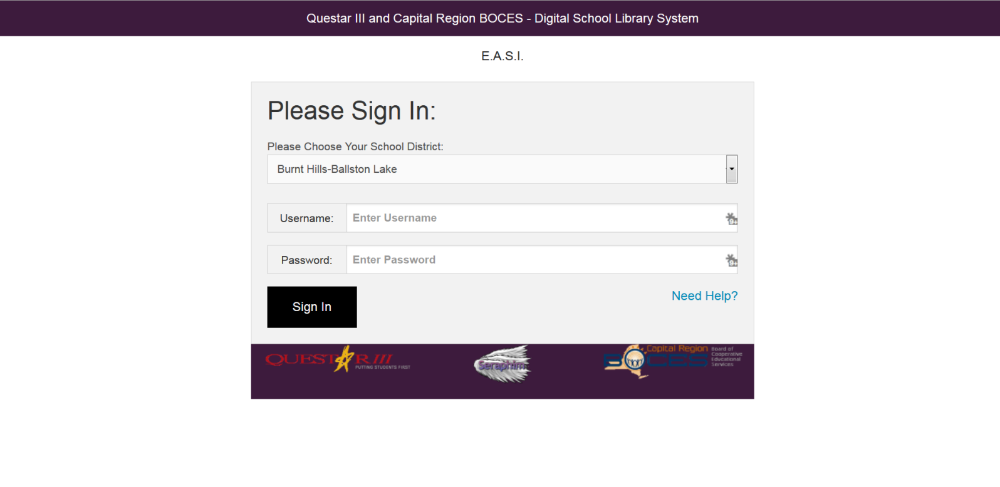 Questar III and Capital Region BOCES - Digital School Library System
E.A.S.I.
Please Sign In:
Please Choose Your School District:
Burnt Hills-Ballston Lake
Username:
Enter Username
9+
Password:
Enter Password
9+
Sign In
Need Help?
QUESTAR III
PUTTING STUDENTS FIRST
Seraphim
Capital Region
BOCES
Board of
Cooperative
Educational
Services